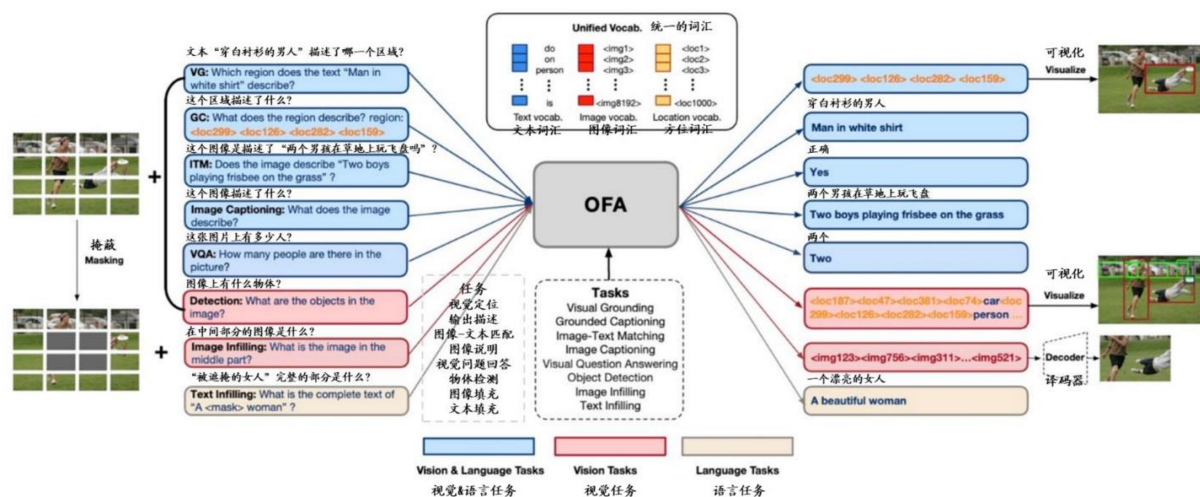 Unified Vocab. 统一的词汇
do
on
person
is
Text vocab.
文本词汇
<img1>
<img2>
<img3>
<img8192>
Image vocab.
图像词汇
<loc1>
<loc2>
<loc3>
<loc1000>
Location vocab.
方位词汇
掩蔽
Masking
文本“穿白衬衫的男人”描述了哪一个区域?
VG: Which region does the text “Man in
white shirt” describe?
这个区域描述了什么?
GC: What does the region describe? region:
<loc299> <loc126> <loc282> <loc159>
这个图像是描述了“两个男孩在草地上玩飞盘吗”?
ITM: Does the image describe “Two boys
playing frisbee on the grass” ?
这个图像描述了什么?
Image Captioning: What does the image
describe?
这张图片上有多少人?
VQA: How many people are there in the
picture?
图像上有什么物体?
Detection: What are the objects in the
image?
在中间部分的图像是什么?
Image Infilling: What is the image in the
middle part?
“被遮掩的女人”完整的部分是什么?
Text Infilling: What is the complete text of
“A <mask> woman” ?
OFA
任务
视觉定位
输出描述
图像-文本匹配
图像说明
视觉问题回答
物体检测
图像填充
文本填充
Tasks
Visual Grounding
Grounded Captioning
Image-Text Matching
Image Captioning
Visual Question Answering
Object Detection
Image Infilling
Text Infilling
<loc299> <loc126> <loc282> <loc159>
可视化
Visualize
穿白衬衫的男人
Man in white shirt
正确
Yes
两个男孩在草地上玩飞盘
Two boys playing frisbee on the grass
两个
Two
<loc187><loc47><loc381><loc74>car<loc
299><loc126><loc282><loc159>person ...
可视化
Visualize
<img123><img756><img311>...<img521>
Decoder
译码器
一个漂亮的女人
A beautiful woman
Vision & Language Tasks
视觉&语言任务
Vision Tasks
视觉任务
Language Tasks
语言任务